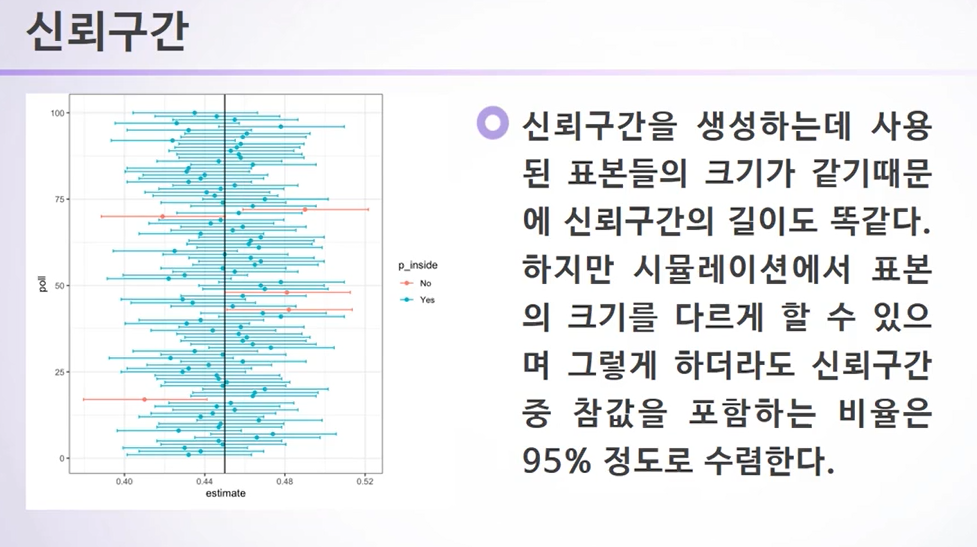 신뢰구간
신뢰구간을 생성하는데 사용
된 표본들의 크기가 같기때문
에 신뢰구간의 길이도 똑같다.
하지만 시뮬레이션에서 표본
의 크기를 다르게 할 수 있으
며 그렇게 하더라도 신뢰구간
중 참값을 포함하는 비율은
95% 정도로 수렴한다.
100
75
50
25
0
poll
0.40 0.44 0.48 0.52
estimate
p_inside
No
Yes